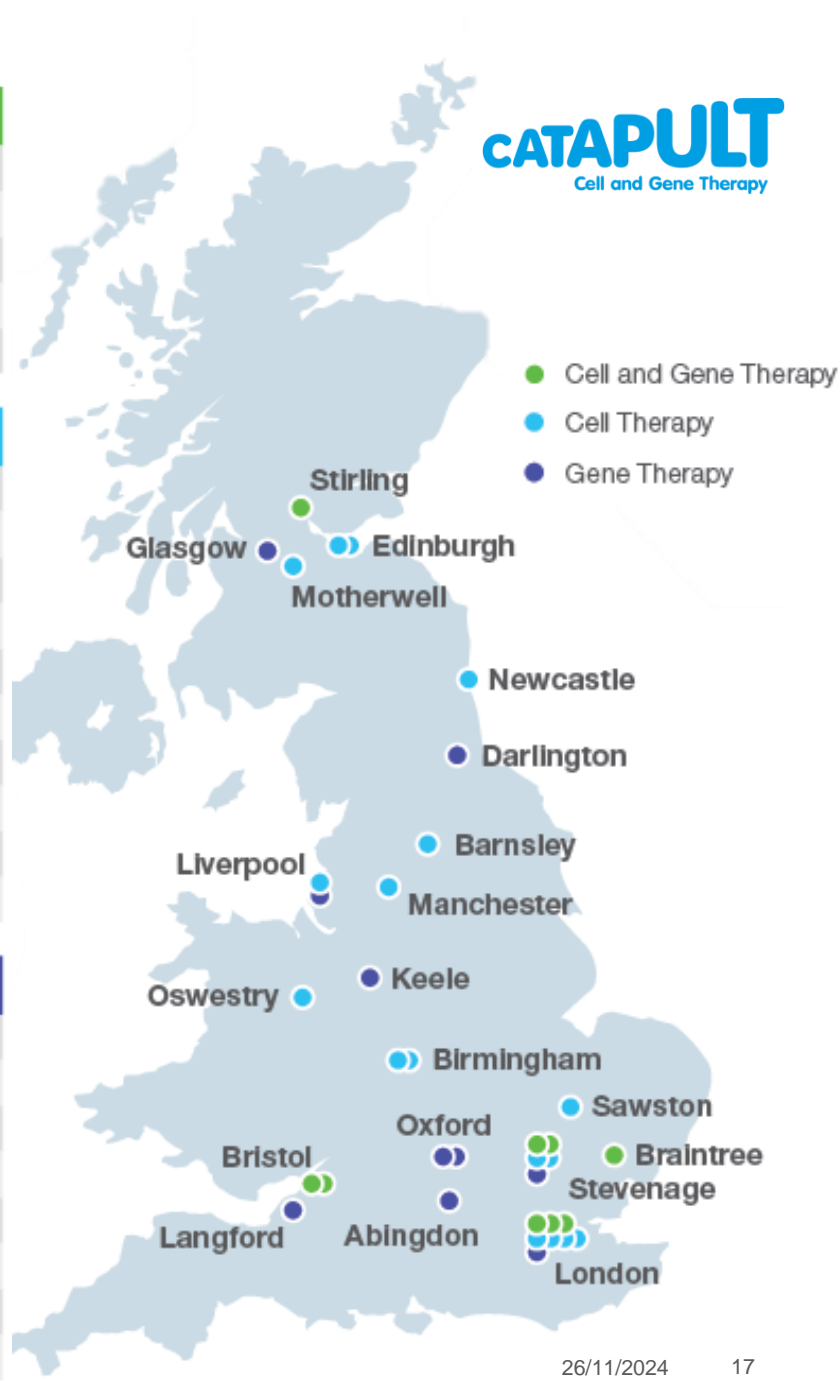 CATAPULT
Cell and Gene Therapy
Cell and Gene Therapy
Cell Therapy
Gene Therapy
Stirling
Glasgow
Edinburgh
Motherwell
Newcastle
Darlington
Barnsley
Liverpool
Manchester
Keele
Oswestry
Birmingham
Sawston
Oxford
Bristol
Braintree
Stevenage
Langford
Abingdon
London
26/11/2024
17